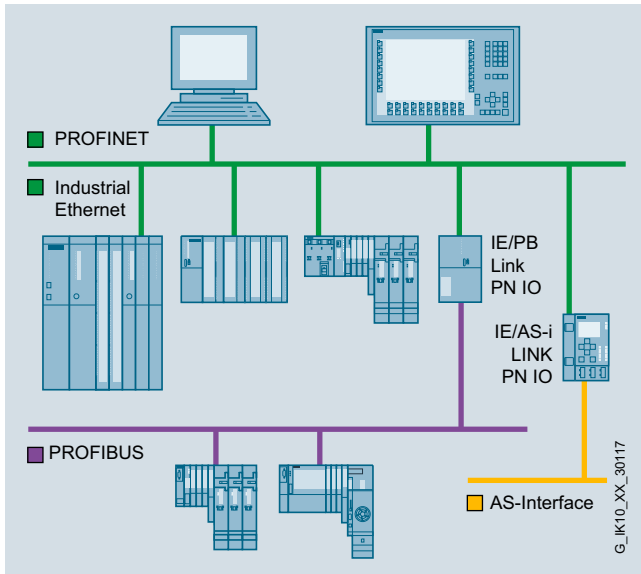 PROFINET
Industrial
Ethernet
IE/PB
Link
PN IO
IE/AS-i
LINK
PN IO
PROFIBUS
AS-Interface
G_IK10_XX_30117